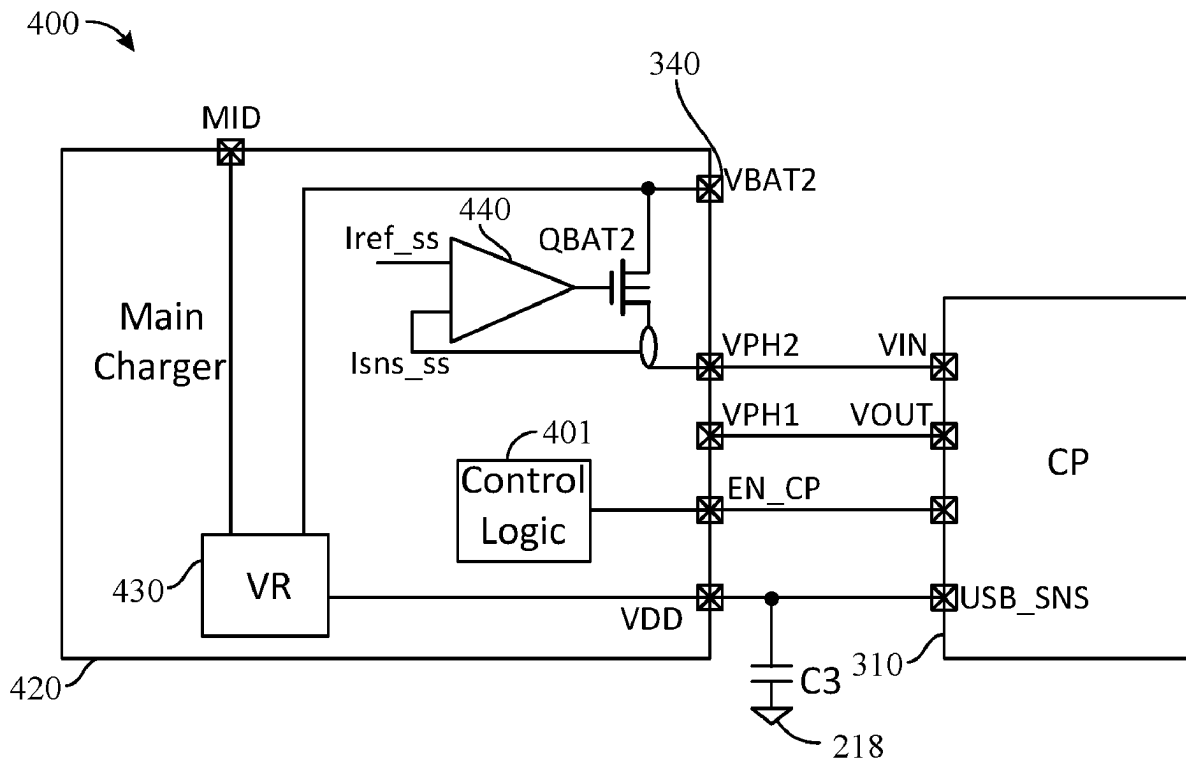 400
340
MID
VBAT2
440
Iref_ss
QBAT2
Main
Charger
Isns_ss
VPH2
VIN
VPH1
VOUT
401
Control
Logic
EN_CP
CP
430
VR
VDD
USB_SNS
310
420
C3
218